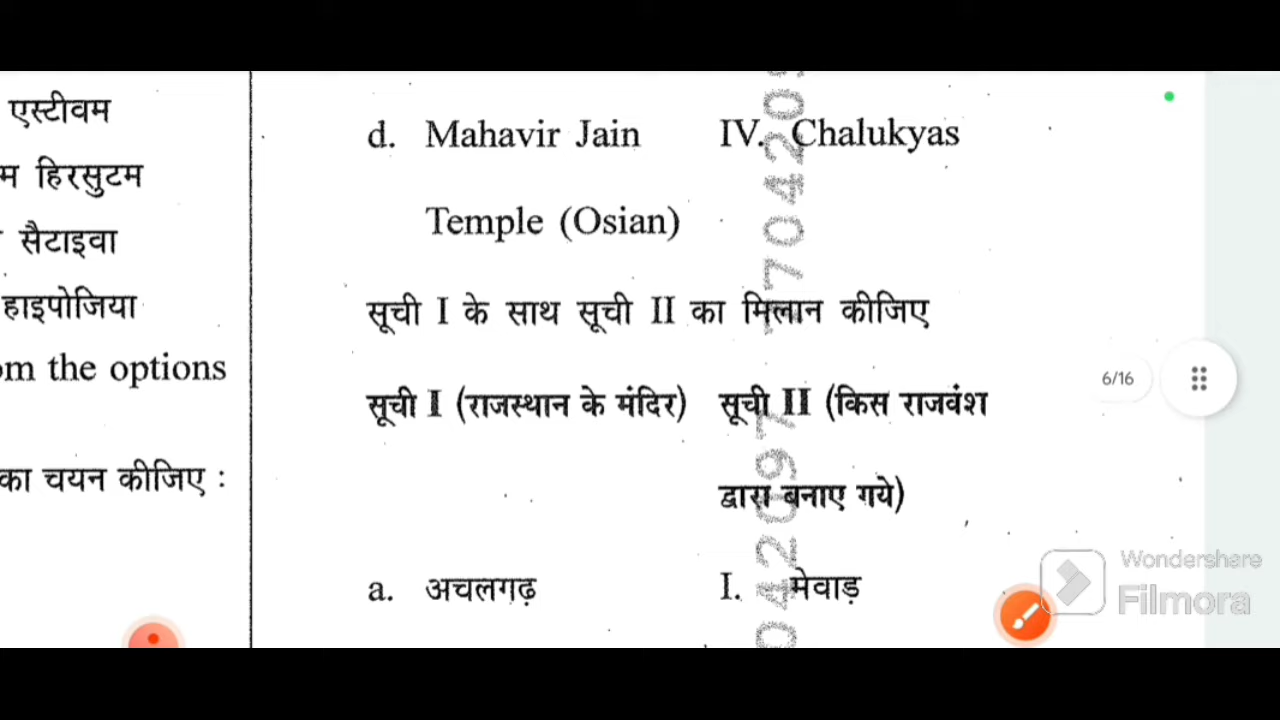 एस्टीवम
म हिरसुटम
सैटाइवा
हाइपोजिया
om the options
का चयन कीजिए :
d. Mahavir Jain IV. Chalukyas
Temple (Osian)
सूची I के साथ सूची II का मिलान कीजिए
सूची I (राजस्थान के मंदिर) सूची II (किस राजवंश
द्वारा बनाए गये)
a. अचलगढ़ I. मेवाड़
6/16
Wondershare
Filmora